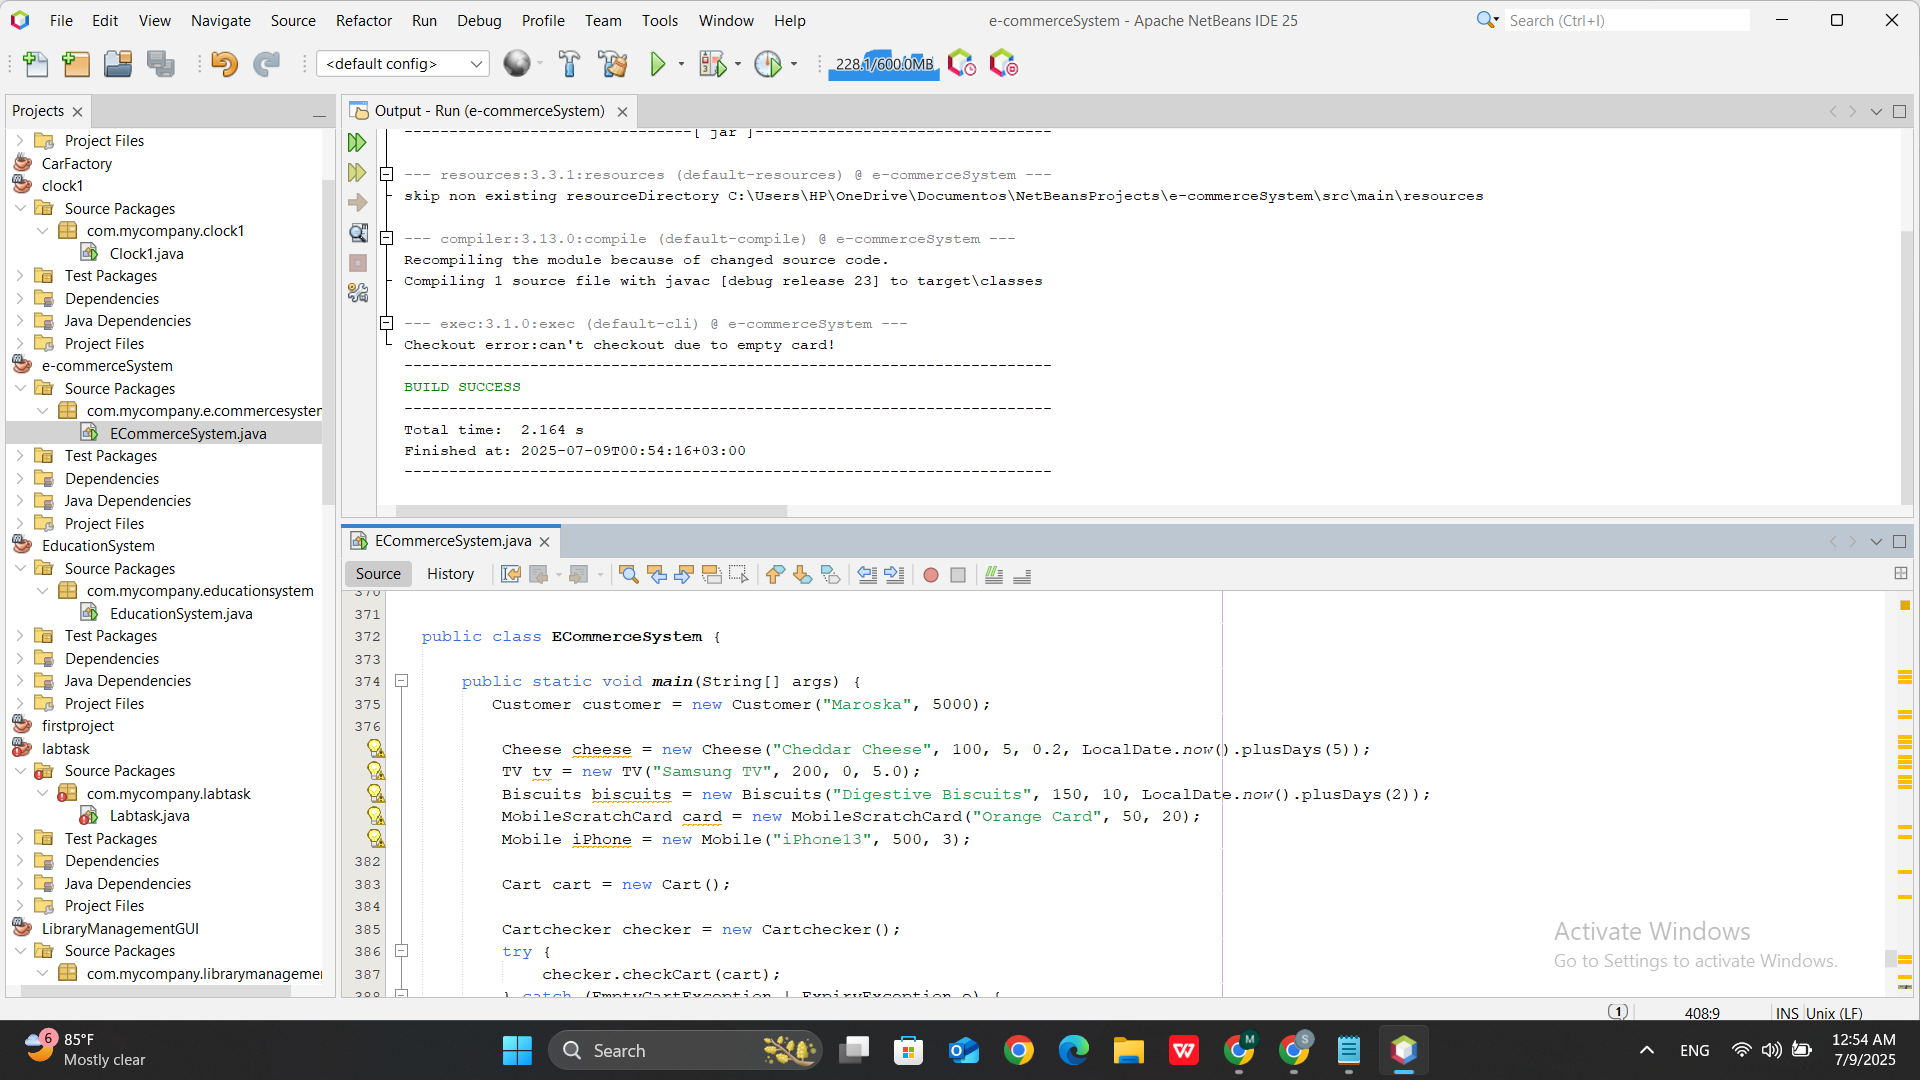 File Edit View Navigate Source Refactor Run Debug Profile Team Tools Window Help
e-commerceSystem - Apache NetBeans IDE 25
Search (Ctrl+I)
<default config>
228.1/600.0MB
Projects
Project Files
CarFactory
clock1
Source Packages
com.mycompany.clock1
Clock1.java
Test Packages
Dependencies
Java Dependencies
Project Files
e-commerceSystem
Source Packages
com.mycompany.e.commercesystem
ECommerceSystem.java
Test Packages
Dependencies
Java Dependencies
Project Files
EducationSystem
Source Packages
com.mycompany.educationsystem
EducationSystem.java
Test Packages
Dependencies
Java Dependencies
Project Files
firstproject
labtask
Source Packages
com.mycompany.labtask
Labtask.java
Test Packages
Dependencies
Java Dependencies
Project Files
LibraryManagementGUI
Source Packages
com.mycompany.librarymanagemen
Output - Run (e-commerceSystem)
--------------------------------[ jar ]---------------------------------
--- resources:3.3.1:resources (default-resources) @ e-commerceSystem ---
skip non existing resourceDirectory C:\Users\HP\OneDrive\Documentos\NetBeansProjects\e-commerceSystem\src\main\resources
--- compiler:3.13.0:compile (default-compile) @ e-commerceSystem ---
Recompiling the module because of changed source code.
Compiling 1 source file with javac [debug release 23] to target\classes
--- exec:3.1.0:exec (default-cli) @ e-commerceSystem ---
Checkout error:can't checkout due to empty card!
------------------------------------------------------------------------
BUILD SUCCESS
------------------------------------------------------------------------
Total time:  2.164 s
Finished at: 2025-07-09T00:54:16+03:00
------------------------------------------------------------------------
ECommerceSystem.java
Source History
370
371
372 public class ECommerceSystem {
373
374 public static void main(String[] args) {
375 Customer customer = new Customer("Maroska", 5000);
376
Cheese cheese = new Cheese("Cheddar Cheese", 100, 5, 0.2, LocalDate.now().plusDays(5));
TV tv = new TV("Samsung TV", 200, 0, 5.0);
Biscuits biscuits = new Biscuits("Digestive Biscuits", 150, 10, LocalDate.now().plusDays(2));
MobileScratchCard card = new MobileScratchCard("Orange Card", 50, 20);
Mobile iPhone = new Mobile("iPhone13", 500, 3);
382
383 Cart cart = new Cart();
384
385 Cartchecker checker = new Cartchecker();
386 try {
387 checker.checkCart(cart);
388 } catch (EmptyCartException | ExpiryException e) {
Activate Windows
Go to Settings to activate Windows.
1
408:9 INS Unix (LF)
6
85°F
Mostly clear
Search
M
S
ENG
12:54 AM
7/9/2025